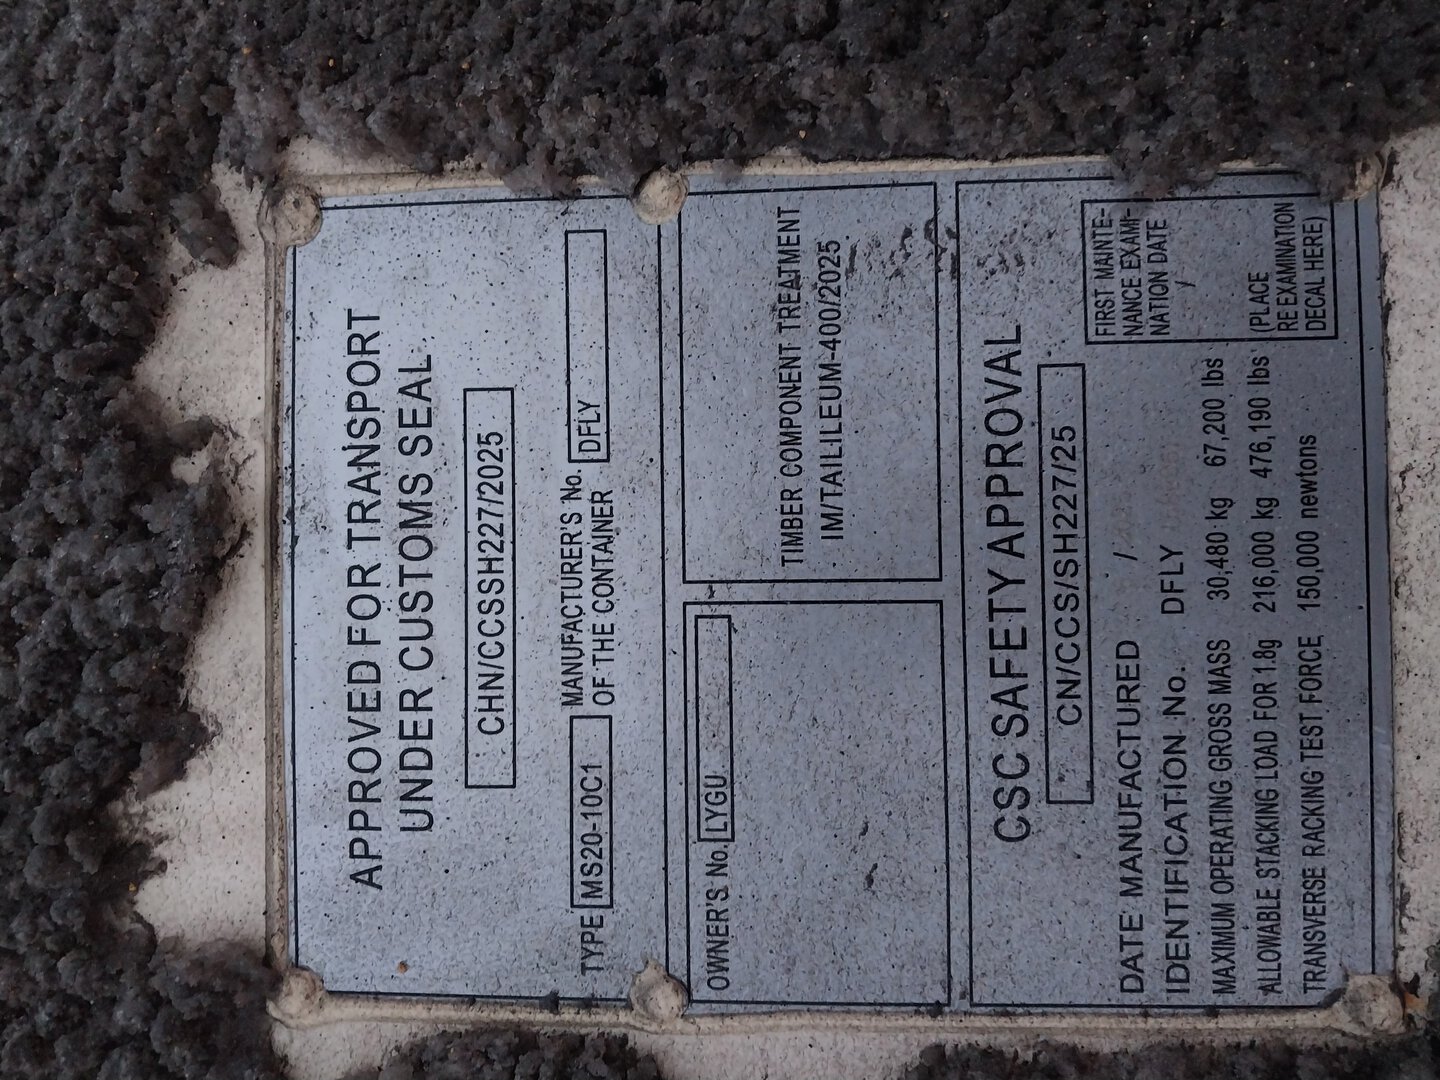 APPROVED FOR TRANSPORT
UNDER CUSTOMS SEAL
CHN/CCSSH227/2025
TYPE MS20-10C1 MANUFACTURER'S No.
OF THE CONTAINER DFLY
OWNER'S No. LYGU
TIMBER COMPONENT TREATMENT
IM/TAILILEUM-400/2025
CSC SAFETY APPROVAL
CN/CCS/SH227/25
DATE MANUFACTURED /
IDENTIFICATION No. DFLY
MAXIMUM OPERATING GROSS MASS 30,480 kg 67,200 lbs
ALLOWABLE STACKING LOAD FOR 1.8g 216,000 kg 476,190 lbs
TRANSVERSE RACKING TEST FORCE 150,000 newtons
FIRST MAINTE-
NANCE EXAMI-
NATION DATE
/
(PLACE
RE EXAMINATION
DECAL HERE)